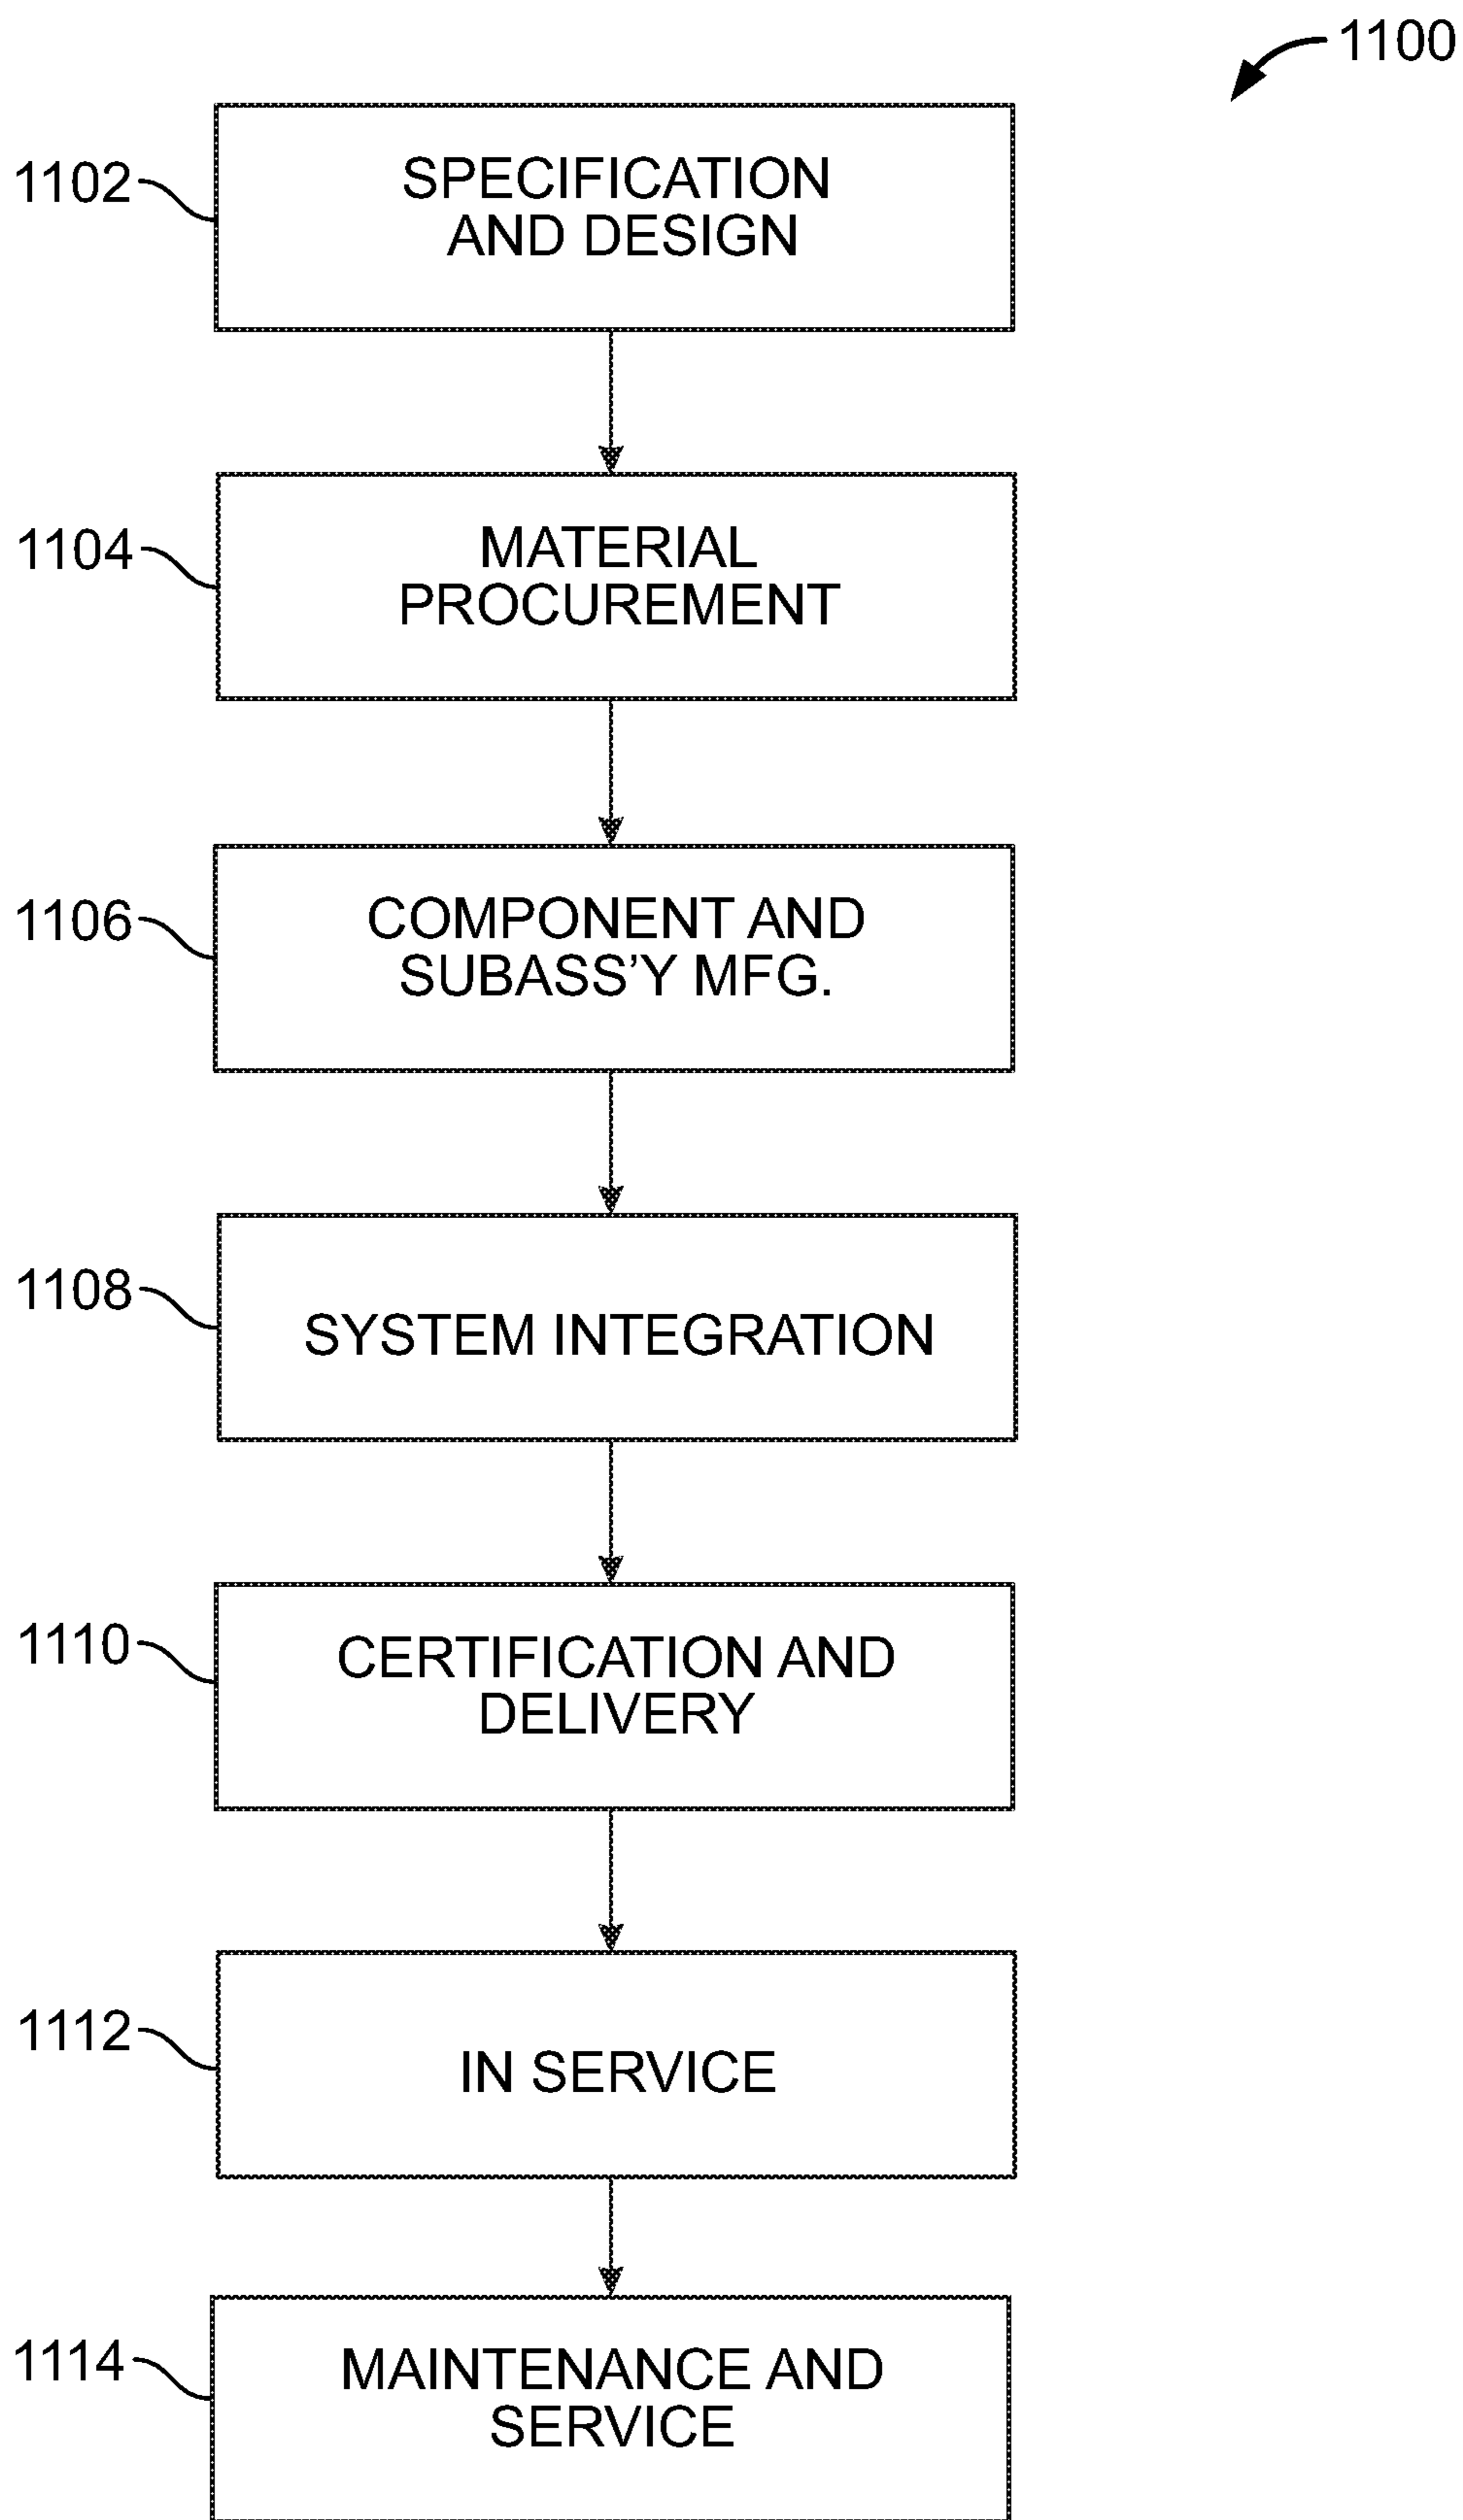 1100
1102
SPECIFICATION
AND DESIGN
1104
MATERIAL
PROCUREMENT
1106
COMPONENT AND
SUBASS’Y MFG.
1108
SYSTEM INTEGRATION
1110
CERTIFICATION AND
DELIVERY
1112
IN SERVICE
1114
MAINTENANCE AND
SERVICE